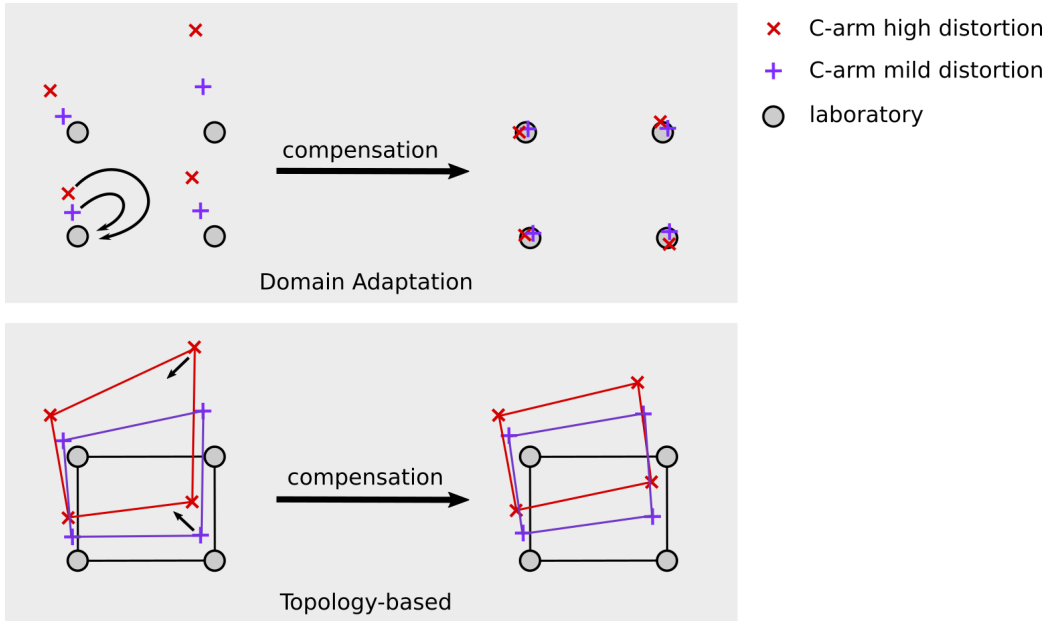 C-arm high distortion
C-arm mild distortion
laboratory
compensation
Domain Adaptation
compensation
Topology-based